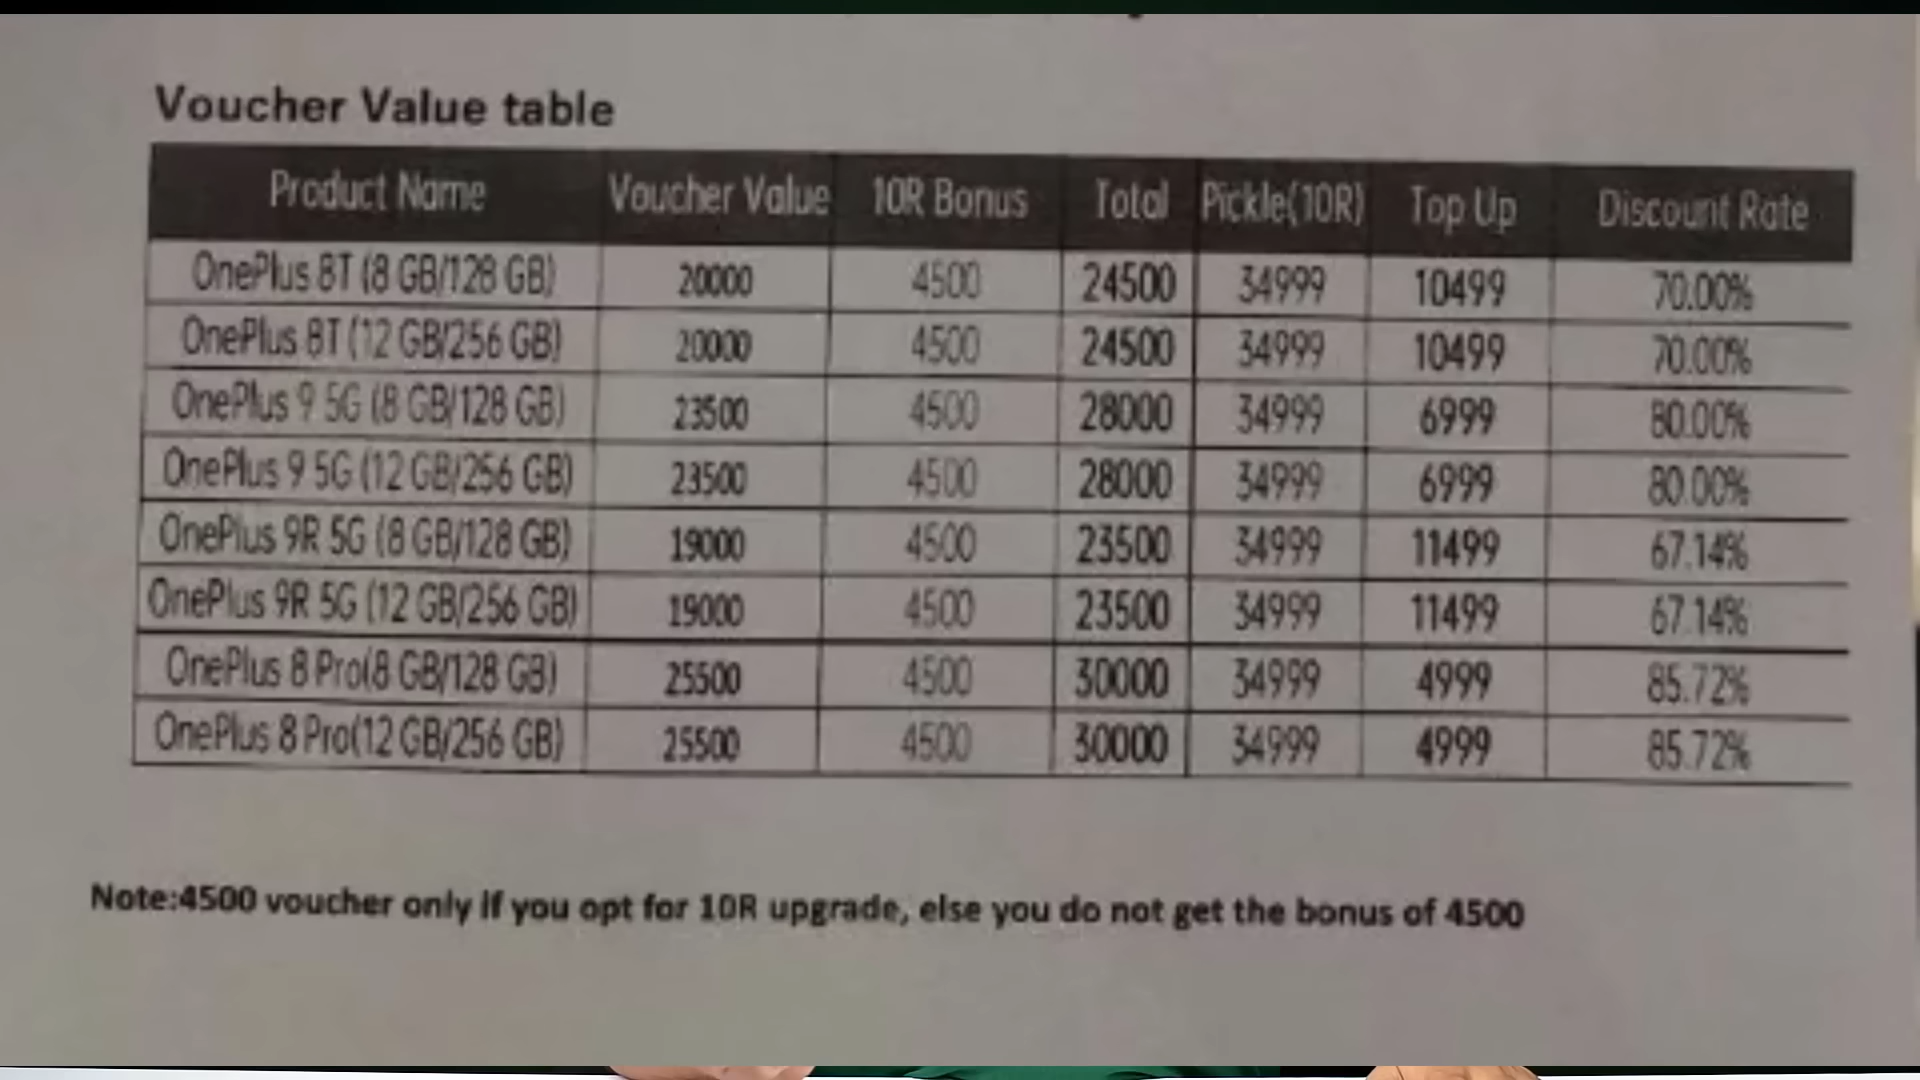 Voucher Value table
Product Name Voucher Value 10R Bonus Total Pickle(10R) Top Up Discount Rate
OnePlus 8T (8 GB/128 GB) 20000 4500 24500 34999 10499 70.00%
OnePlus 8T (12 GB/256 GB) 20000 4500 24500 34999 10499 70.00%
OnePlus 9 5G (8 GB/128 GB) 23500 4500 28000 34999 6999 80.00%
OnePlus 9 5G (12 GB/256 GB) 23500 4500 28000 34999 6999 80.00%
OnePlus 9R 5G (8 GB/128 GB) 19000 4500 23500 34999 11499 67.14%
OnePlus 9R 5G (12 GB/256 GB) 19000 4500 23500 34999 11499 67.14%
OnePlus 8 Pro(8 GB/128 GB) 25500 4500 30000 34999 4999 85.72%
OnePlus 8 Pro(12 GB/256 GB) 25500 4500 30000 34999 4999 85.72%
Note:4500 voucher only if you opt for 10R upgrade, else you do not get the bonus of 4500